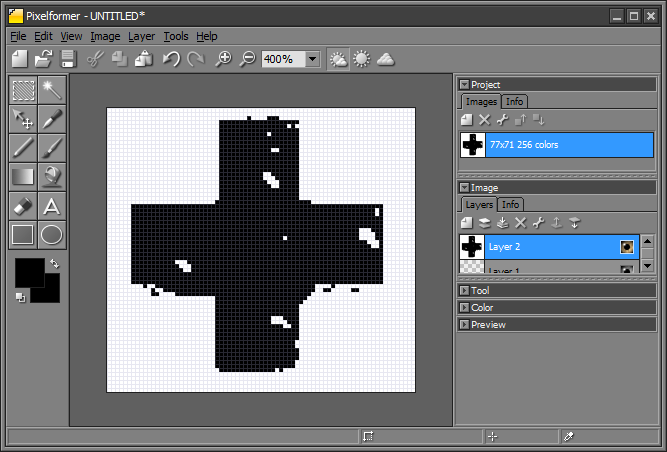 Pixelformer - UNTITLED*
File Edit View Image Layer Tools Help
400%
Project
Images Info
77x71 256 colors
Image
Layers Info
Layer 2
Layer 1
Tool
Color
Preview